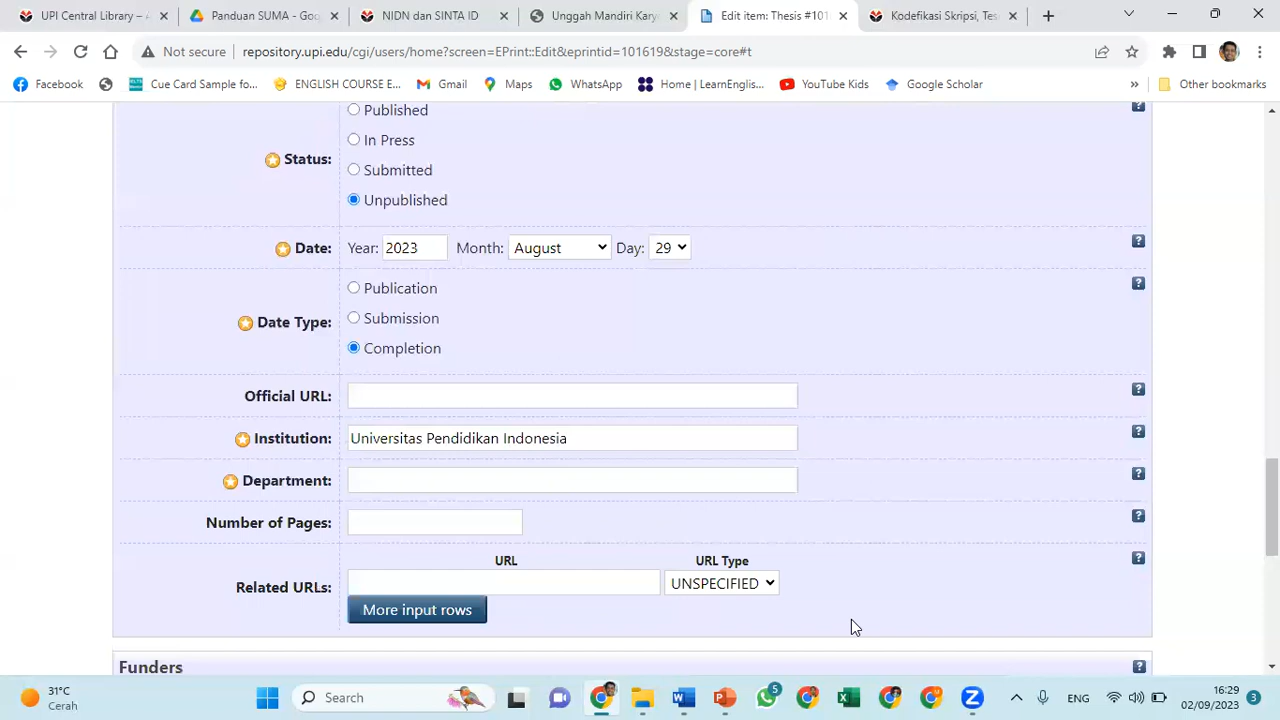 UPI Central Library –
Panduan SUMA - Goo
NIDN dan SINTA ID
Unggah Mandiri Karya
Edit item: Thesis #101
Kodefikasi Skripsi, Tes
Not secure
repository.upi.edu/cgi/users/home?screen=EPrint::Edit&eprintid=101619&stage=core#t
Facebook
Cue Card Sample fo...
ENGLISH COURSE E...
Gmail
Maps
WhatsApp
Home | LearnEnglis...
YouTube Kids
Google Scholar
»
Other bookmarks
Published
In Press
Status:
Submitted
Unpublished
Date: Year: 2023 Month: August Day: 29
Publication
Date Type: Submission
Completion
Official URL:
Institution: Universitas Pendidikan Indonesia
Department:
Number of Pages:
URL URL Type
Related URLs: UNSPECIFIED
More input rows
Funders
31°C
Cerah
Search
5
ENG
16:29
02/09/2023
3